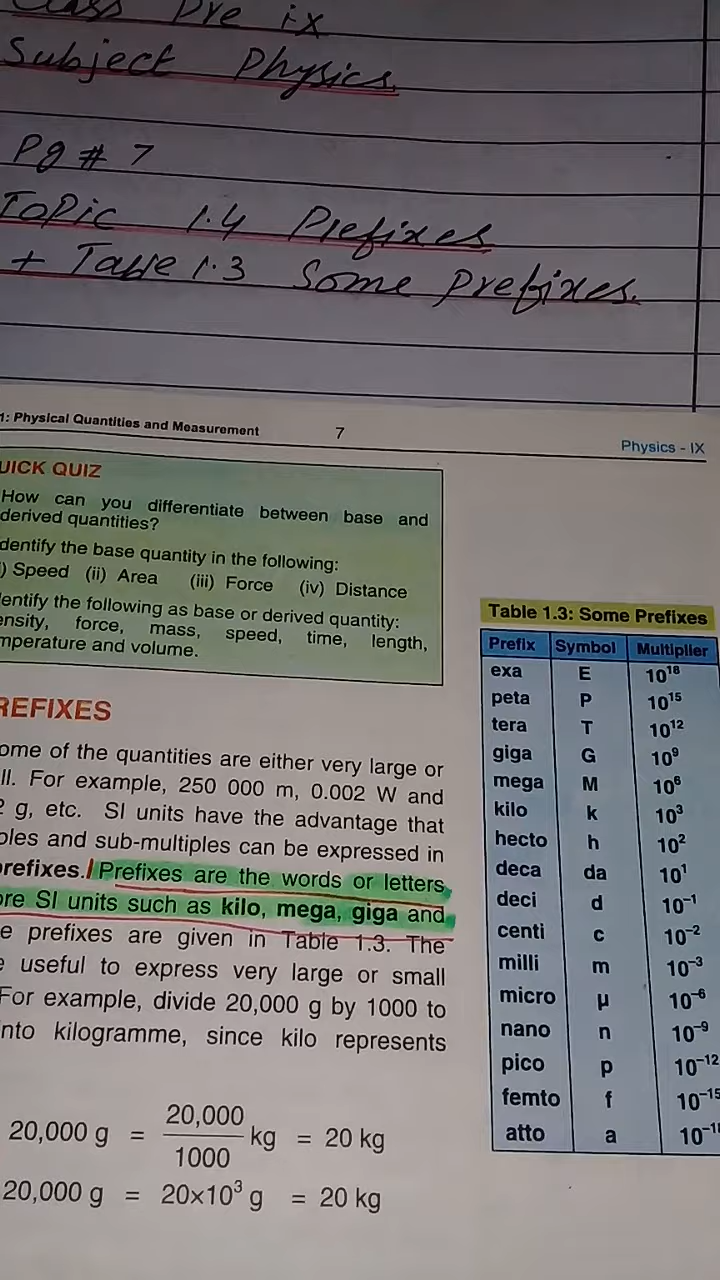 Class Pre ix
Subject Physics.
Pg # 7
Topic 1.4 Prefixes
+ Table 1.3 Some Prefixes.
1: Physical Quantities and Measurement 7 Physics - IX
UICK QUIZ
How can you differentiate between base and
derived quantities?
dentify the base quantity in the following:
) Speed (ii) Area (iii) Force (iv) Distance
entify the following as base or derived quantity:
ensity, force, mass, speed, time, length,
mperature and volume.
REFIXES
ome of the quantities are either very large or
ll. For example, 250 000 m, 0.002 W and
2 g, etc. SI units have the advantage that
ples and sub-multiples can be expressed in
prefixes. Prefixes are the words or letters
ore SI units such as kilo, mega, giga and
e prefixes are given in Table 1.3. The
e useful to express very large or small
For example, divide 20,000 g by 1000 to
nto kilogramme, since kilo represents
20,000 g = 20,000/1000 kg = 20 kg
20,000 g = 20×10³ g = 20 kg
Table 1.3: Some Prefixes
Prefix Symbol Multiplier
exa E 10¹⁸
peta P 10¹⁵
tera T 10¹²
giga G 10⁹
mega M 10⁶
kilo k 10³
hecto h 10²
deca da 10¹
deci d 10⁻¹
centi c 10⁻²
milli m 10⁻³
micro μ 10⁻⁶
nano n 10⁻⁹
pico p 10⁻¹²
femto f 10⁻¹⁵
atto a 10⁻¹